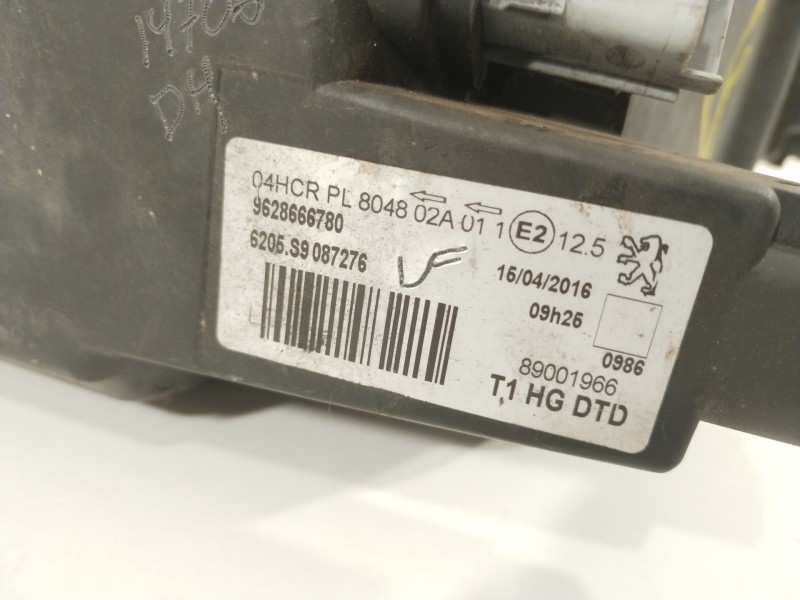 14708
DH
04HCR PL 8048 02A 01 1 E2 12.5
9628666780
6205.S9 087276
VF
15/04/2016
09h25
0986
89001966
T1 HG DTD